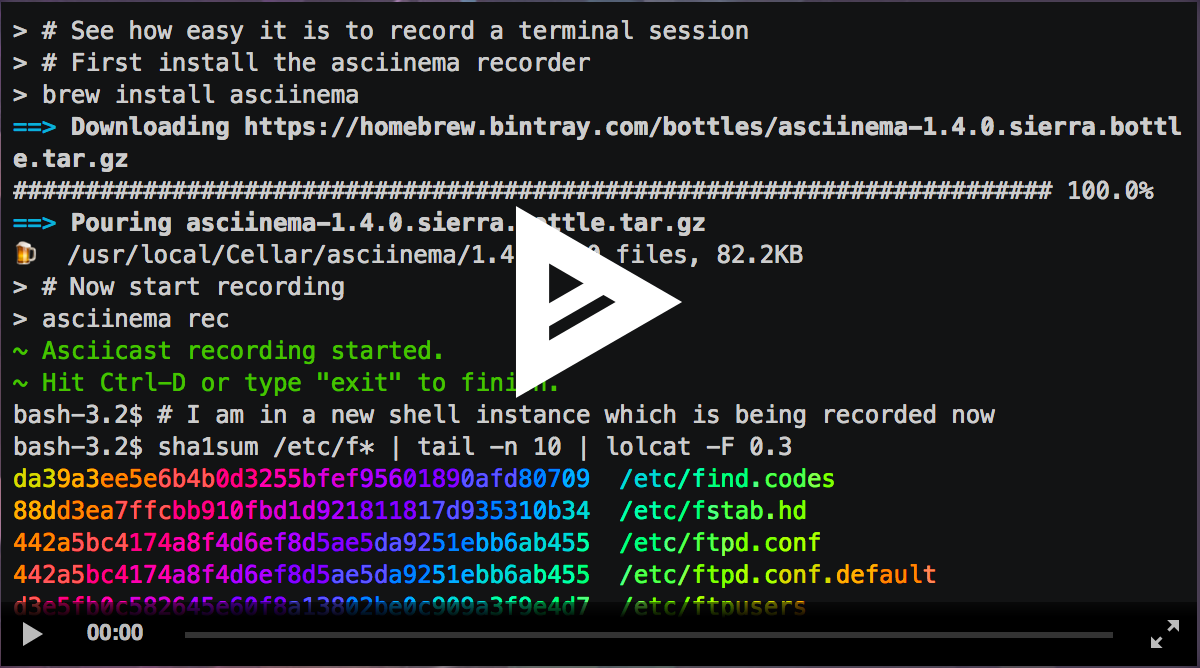 > # See how easy it is to record a terminal session
> # First install the asciinema recorder
> brew install asciinema
==> Downloading https://homebrew.bintray.com/bottles/asciinema-1.4.0.sierra.bottl
e.tar.gz
######################################################################## 100.0%
==> Pouring asciinema-1.4.0.sierra.bottle.tar.gz
/usr/local/Cellar/asciinema/1.4 files, 82.2KB
> # Now start recording
> asciinema rec
~ Asciicast recording started.
~ Hit Ctrl-D or type "exit" to finish.
bash-3.2$ # I am in a new shell instance which is being recorded now
bash-3.2$ sha1sum /etc/f* | tail -n 10 | lolcat -F 0.3
da39a3ee5e6b4b0d3255bfef95601890afd80709  /etc/find.codes
88dd3ea7ffcbb910fbd1d921811817d935310b34  /etc/fstab.hd
442a5bc4174a8f4d6ef8d5ae5da9251ebb6ab455  /etc/ftpd.conf
442a5bc4174a8f4d6ef8d5ae5da9251ebb6ab455  /etc/ftpd.conf.default
d3e5fb0c582645e60f8a13802be0c909a3f9e4d7  /etc/ftpusers
00:00